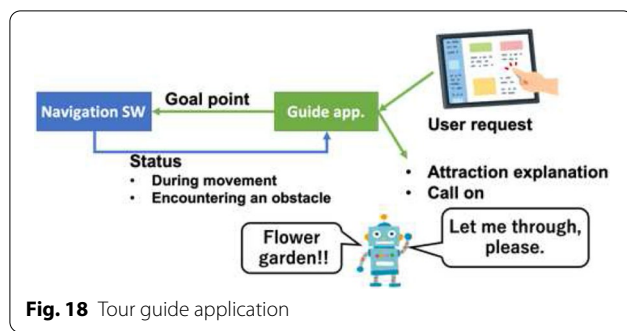 Navigation SW
Goal point
Guide app.
User request
Status
• During movement
• Encountering an obstacle
• Attraction explanation
• Call on
Flower
garden!!
Let me through,
please.
Fig. 18 Tour guide application